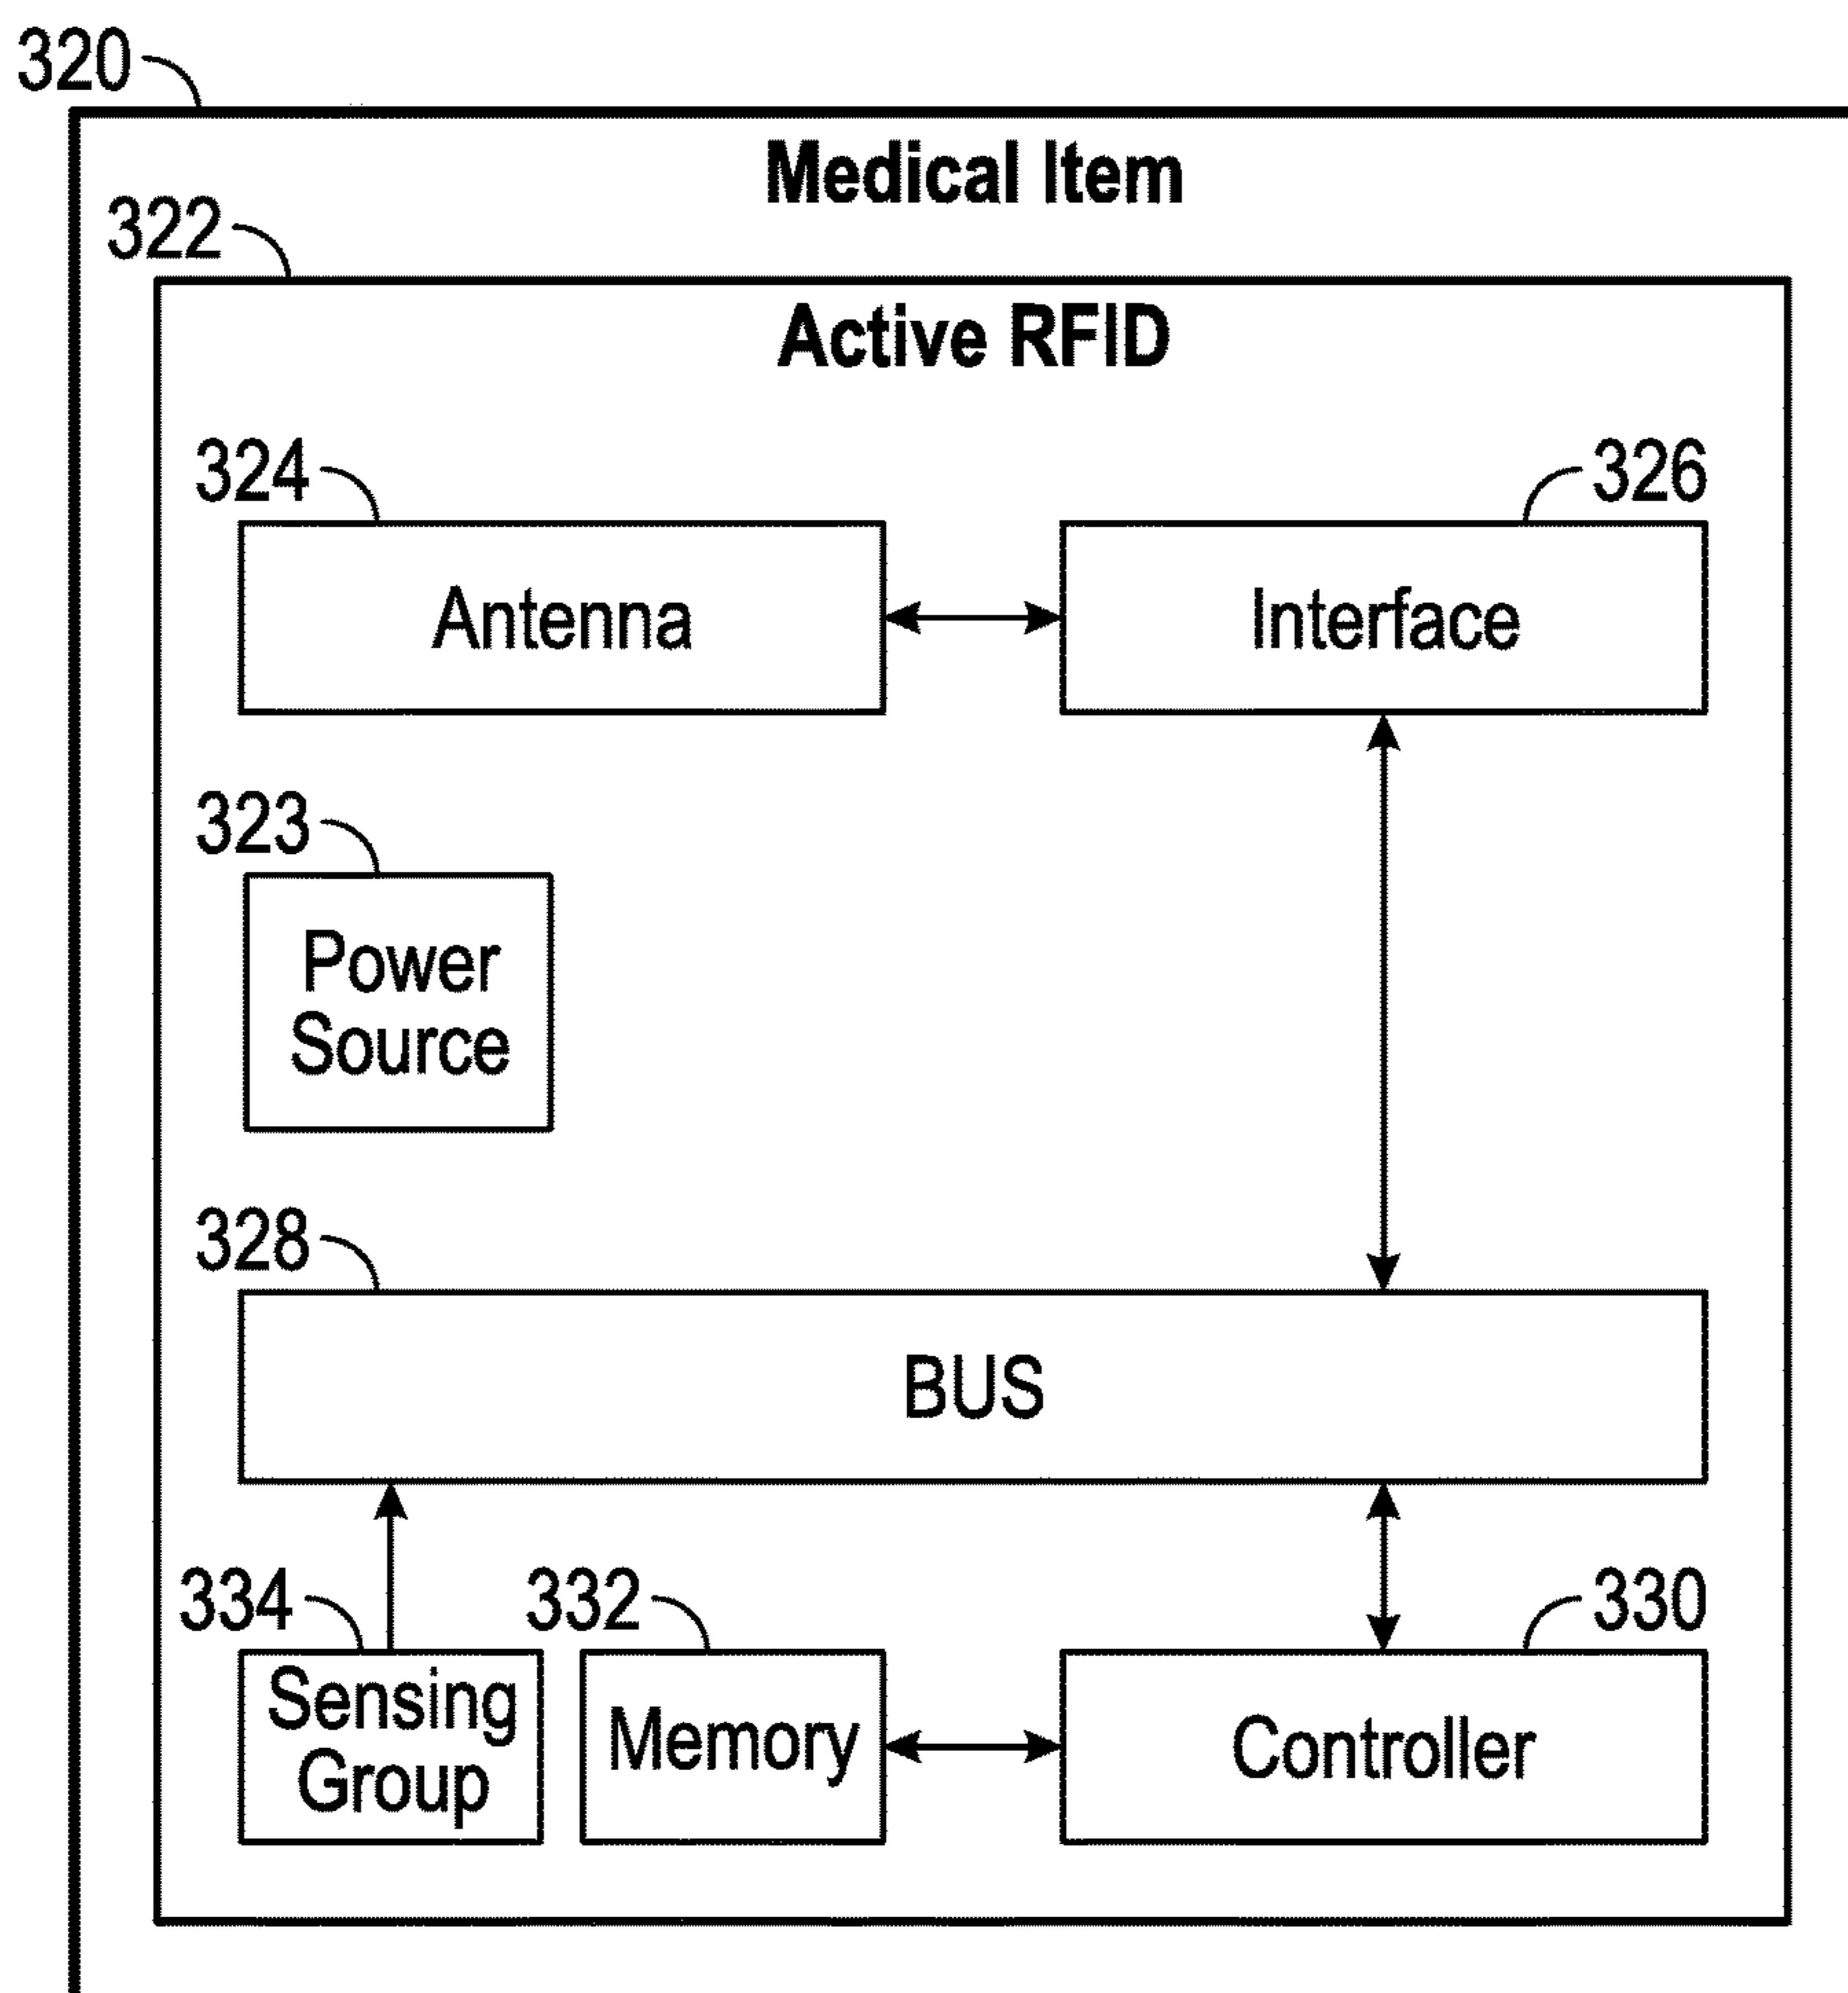 320
Medical Item
322
Active RFID
324
326
Antenna
Interface
323
Power
Source
328
BUS
334
332
330
Sensing
Group
Memory
Controller